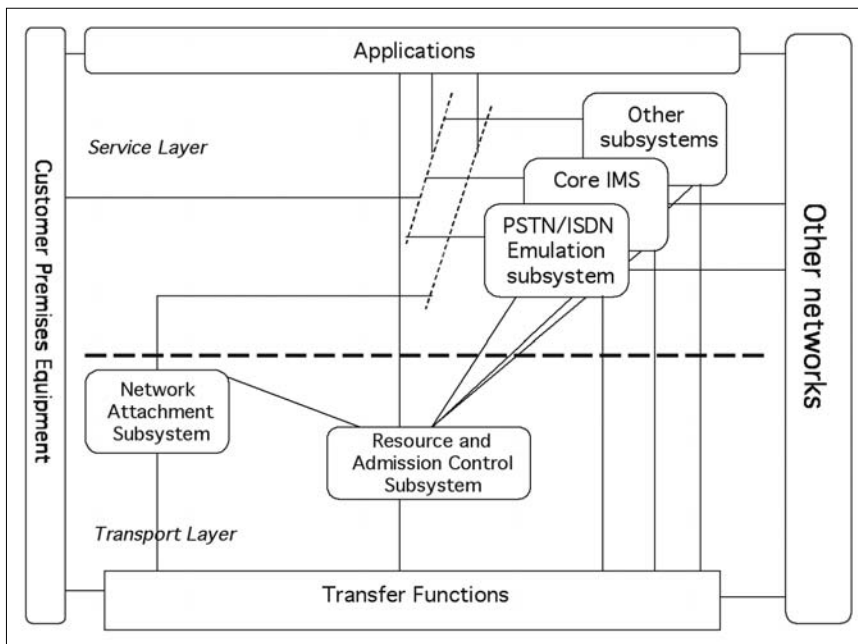 Applications
Service Layer
Other
subsystems
Core IMS
PSTN/ISDN
Emulation
subsystem
Customer Premises Equipment
Other networks
Network
Attachment
Subsystem
Resource and
Admission Control
Subsystem
Transport Layer
Transfer Functions